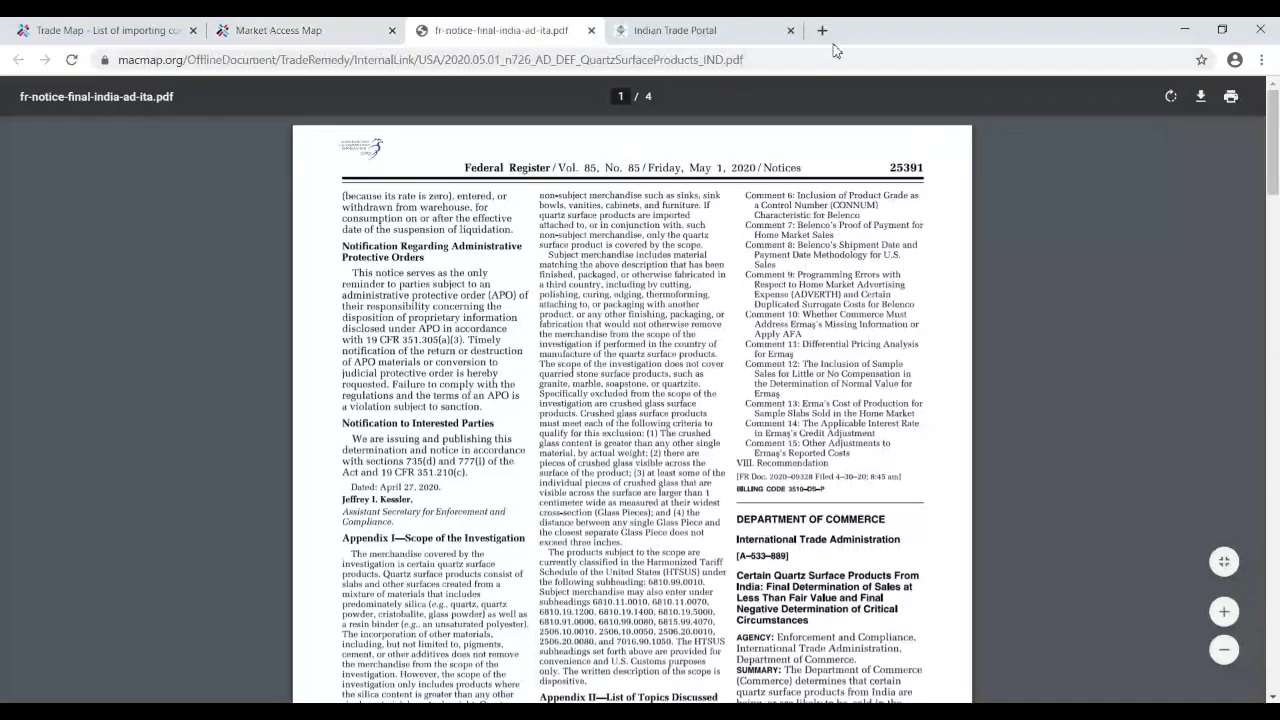 Trade Map - List of importing co
Market Access Map
fr-notice-final-india-ad-ita.pdf
Indian Trade Portal
macmap.org/OfflineDocument/TradeRemedy/InternalLink/USA/2020.05.01_n726_AD_DEF_QuartzSurfaceProducts_IND.pdf
fr-notice-final-india-ad-ita.pdf
1 / 4
Federal Register/Vol. 85, No. 85/Friday, May 1, 2020/Notices
25391
(because its rate is zero), entered, or
withdrawn from warehouse, for
consumption on or after the effective
date of the suspension of liquidation.
Notification Regarding Administrative
Protective Orders
This notice serves as the only
reminder to parties subject to an
administrative protective order (APO) of
their responsibility concerning the
disposition of proprietary information
disclosed under APO in accordance
with 19 CFR 351.305(a)(3). Timely
notification of the return or destruction
of APO materials or conversion to
judicial protective order is hereby
requested. Failure to comply with the
regulations and the terms of an APO is
a violation subject to sanction.
Notification to Interested Parties
We are issuing and publishing this
determination and notice in accordance
with sections 735(d) and 777(i) of the
Act and 19 CFR 351.210(c).
Dated: April 27, 2020.
Jeffrey I. Kessler,
Assistant Secretary for Enforcement and
Compliance.
Appendix I—Scope of the Investigation
The merchandise covered by the
investigation is certain quartz surface
products. Quartz surface products consist of
slabs and other surfaces created from a
mixture of materials that includes
predominately silica (e.g., quartz, quartz
powder, cristobalite, glass powder) as well as
a resin binder (e.g., an unsaturated polyester).
The incorporation of other materials,
including, but not limited to, pigments,
cement, or other additives does not remove
the merchandise from the scope of the
investigation. However, the scope of the
investigation only includes products where
the silica content is greater than any other
non-subject merchandise such as sinks, sink
bowls, vanities, cabinets, and furniture. If
quartz surface products are imported
attached to, or in conjunction with, such
non-subject merchandise, only the quartz
surface product is covered by the scope.
Subject merchandise includes material
matching the above description that has been
finished, packaged, or otherwise fabricated in
a third country, including by cutting,
polishing, curing, edging, thermoforming,
attaching to, or packaging with another
product, or any other finishing, packaging, or
fabrication that would not otherwise remove
the merchandise from the scope of the
investigation if performed in the country of
manufacture of the quartz surface products.
The scope of the investigation does not cover
quarried stone surface products, such as
granite, marble, soapstone, or quartzite.
Specifically excluded from the scope of the
investigation are crushed glass surface
products. Crushed glass surface products
must meet each of the following criteria to
qualify for this exclusion: (1) The crushed
glass content is greater than any other single
material, by actual weight; (2) there are
pieces of crushed glass visible across the
surface of the product; (3) at least some of the
individual pieces of crushed glass that are
visible across the surface are larger than 1
centimeter wide as measured at their widest
cross-section (Glass Pieces); and (4) the
distance between any single Glass Piece and
the closest separate Glass Piece does not
exceed three inches.
The products subject to the scope are
currently classified in the Harmonized Tariff
Schedule of the United States (HTSUS) under
the following subheading: 6810.99.0010.
Subject merchandise may also enter under
subheadings 6810.11.0010, 6810.11.0070,
6810.19.1200, 6810.19.1400, 6810.19.5000,
6810.91.0000, 6810.99.0080, 6815.99.4070,
2506.10.0010, 2506.10.0050, 2506.20.0010,
2506.20.0080, and 7016.90.1050. The HTSUS
subheadings set forth above are provided for
convenience and U.S. Customs purposes
only. The written description of the scope is
dispositive.
Appendix II—List of Topics Discussed
Comment 6: Inclusion of Product Grade as
a Control Number (CONNUM)
Characteristic for Belenco
Comment 7: Belenco's Proof of Payment for
Home Market Sales
Comment 8: Belenco's Shipment Date and
Payment Date Methodology for U.S.
Sales
Comment 9: Programming Errors with
Respect to Home Market Advertising
Expense (ADVERTH) and Certain
Duplicated Surrogate Costs for Belenco
Comment 10: Whether Commerce Must
Address Ermaş's Missing Information or
Apply AFA
Comment 11: Differential Pricing Analysis
for Ermaş
Comment 12: The Inclusion of Sample
Sales for Little or No Compensation in
the Determination of Normal Value for
Ermaş
Comment 13: Erma's Cost of Production for
Sample Slabs Sold in the Home Market
Comment 14: The Applicable Interest Rate
in Ermaş's Credit Adjustment
Comment 15: Other Adjustments to
Ermaş's Reported Costs
VIII. Recommendation
[FR Doc. 2020–09328 Filed 4–30–20; 8:45 am]
BILLING CODE 3510–DS–P
DEPARTMENT OF COMMERCE
International Trade Administration
[A–533–889]
Certain Quartz Surface Products From
India: Final Determination of Sales at
Less Than Fair Value and Final
Negative Determination of Critical
Circumstances
AGENCY: Enforcement and Compliance,
International Trade Administration,
Department of Commerce.
SUMMARY: The Department of Commerce
(Commerce) determines that certain
quartz surface products from India are